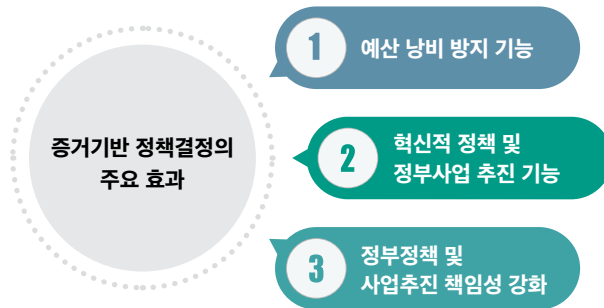 증거기반 정책결정의
주요 효과
1
예산 낭비 방지 기능
2
혁신적 정책 및
정부사업 추진 기능
3
정부정책 및
사업추진 책임성 강화